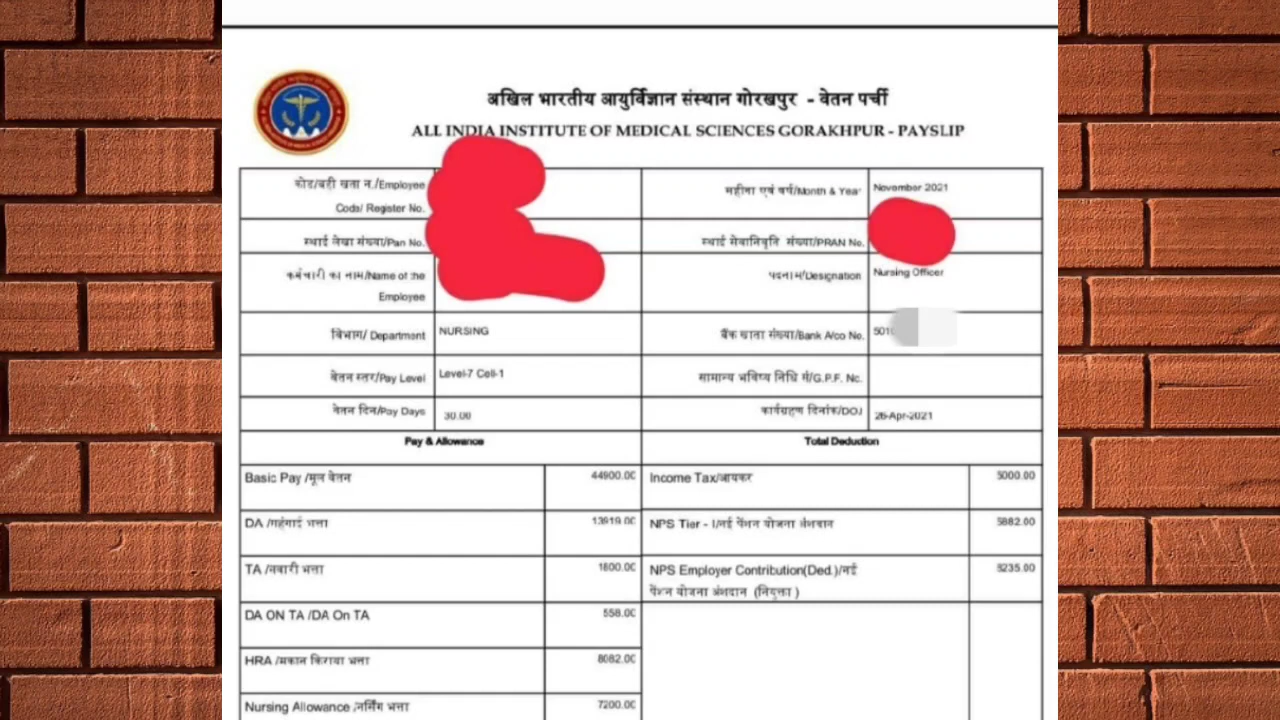 अखिल भारतीय आयुर्विज्ञान संस्थान गोरखपुर - वेतन पर्ची
ALL INDIA INSTITUTE OF MEDICAL SCIENCES GORAKHPUR - PAYSLIP
कोड/बही खता न./Employee
Code/ Register No.
महीना एवं वर्ष/Month & Year
November 2021
स्थाई लेखा संख्या/Pan No.
स्थाई सेवानिवृति संख्या/PRAN No.
कर्मचारी का नाम/Name of the
Employee
पदनाम/Designation
Nursing Officer
विभाग/ Department
NURSING
बैंक खाता संख्या/Bank A/co No.
501
वेतन स्तर/Pay Level
Level-7 Cell-1
सामान्य भविष्य निधि सं/G.P.F. No.
वेतन दिन/Pay Days
30.00
कार्यग्रहण दिनांक/DOJ
26-Apr-2021
Pay & Allowance
Total Deduction
Basic Pay /मूल वेतन
44900.00
Income Tax/आयकर
5000.00
DA /महंगाई भत्ता
13919.00
NPS Tier - I/नई पेंशन योजना अंशदान
5882.00
TA /सवारी भत्ता
1800.00
NPS Employer Contribution(Ded.)/नई
पेंशन योजना अंशदान (नियुक्ता )
8235.00
DA ON TA /DA On TA
558.00
HRA /मकान किराया भत्ता
8082.00
Nursing Allowance /नर्सिंग भत्ता
7200.00